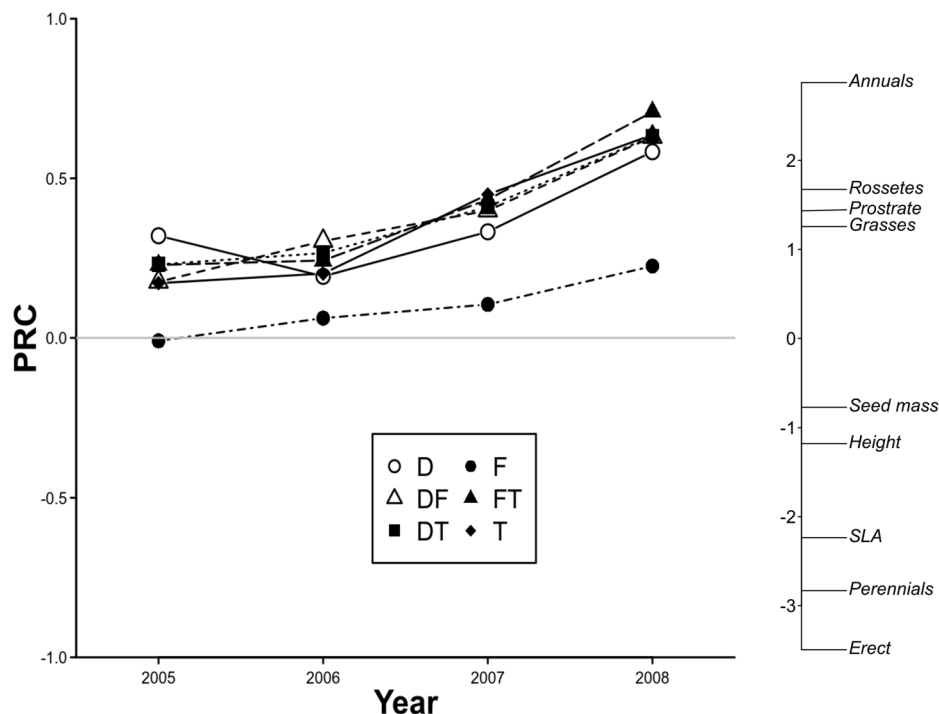 1.0
0.5
0.0
-0.5
-1.0
PRC
2005 2006 2007 2008
Year
D F
DF FT
DT T
2
1
0
-1
-2
-3
Annuals
Rossetes
Prostrate
Grasses
Seed mass
Height
SLA
Perennials
Erect